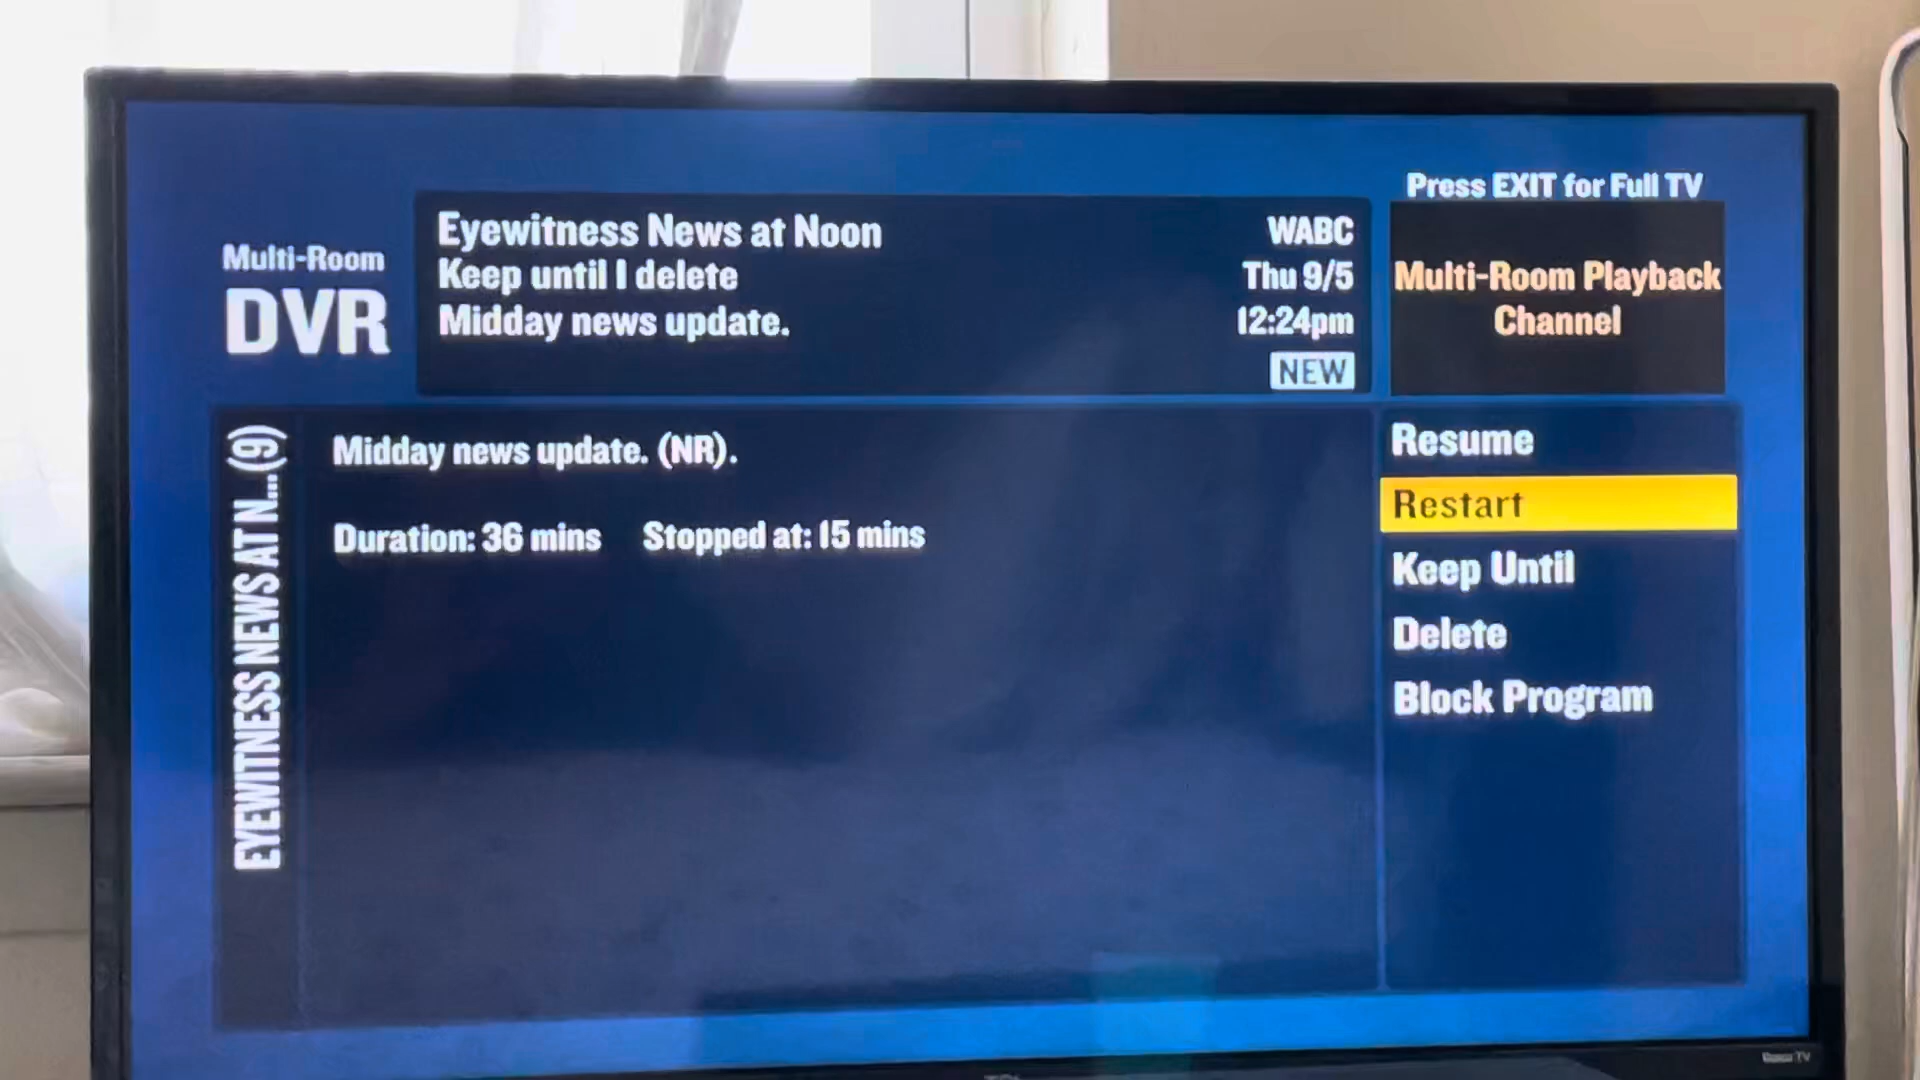 Press EXIT for Full TV
Multi-Room
DVR
Eyewitness News at Noon
Keep until I delete
Midday news update.
WABC
Thu 9/5
12:24pm
NEW
Multi-Room Playback
Channel
EYEWITNESS NEWS AT N...(9)
Midday news update. (NR).
Duration: 36 mins Stopped at: 15 mins
Resume
Restart
Keep Until
Delete
Block Program